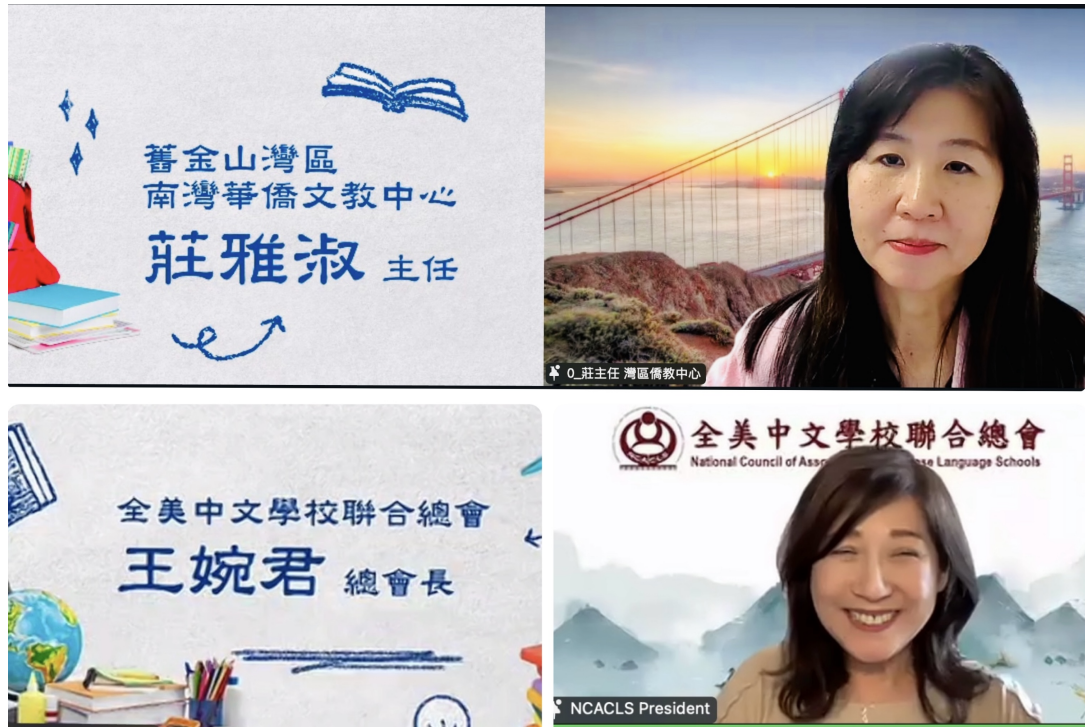 舊金山灣區
南灣華僑文教中心
莊雅淑 主任
0_莊主任 灣區僑教中心
全美中文學校聯合總會
王婉君 總會長
全美中文學校聯合總會
National Council of Asso
se Language Schools
NCACLS
NCACLS President